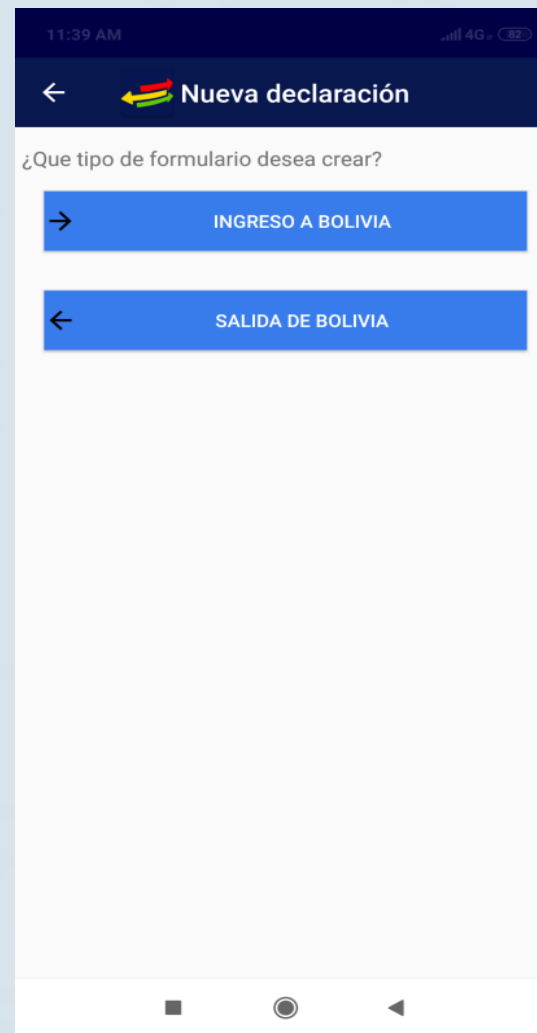 11:39 AM
4G 82
Nueva declaración
¿Que tipo de formulario desea crear?
INGRESO A BOLIVIA
SALIDA DE BOLIVIA